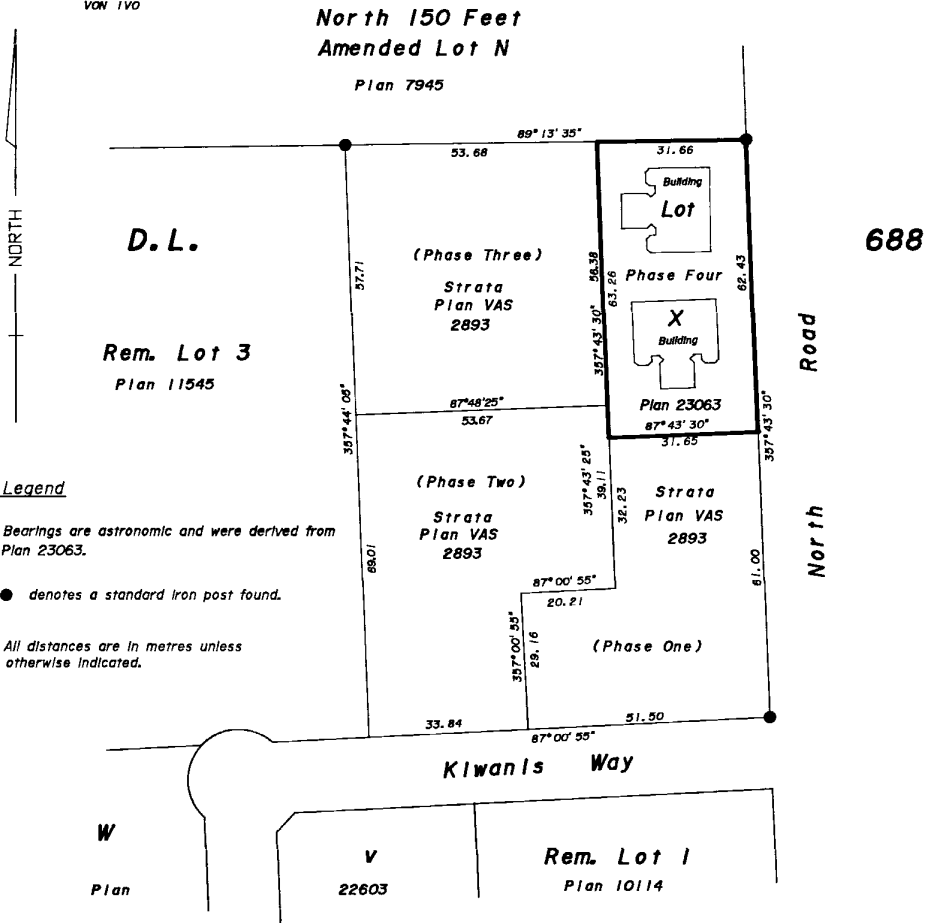 VON 1V0
North 150 Feet
Amended Lot N
Plan 7945
NORTH
89°13'35"
53.68
31.66
Building
Lot
D.L.
688
(Phase Three)
Strata
Plan VAS
2893
57.71
56.38
63.26
Phase Four
62.43
X
Building
357°43'30"
Rem. Lot 3
Plan 11545
Road
Plan 23063
87°43'30"
31.65
87°48'25"
53.67
357°44'05"
357°43'30"
(Phase Two)
Strata
Plan VAS
2893
357°43'25"
39.11
32.23
Strata
Plan VAS
2893
North
Legend
Bearings are astronomic and were derived from
Plan 23063.
denotes a standard iron post found.
All distances are in metres unless
otherwise indicated.
69.01
87°00'55"
20.21
61.00
357°00'55"
29.16
(Phase One)
33.84
51.50
87°00'55"
Kiwanis Way
W
Plan
V
22603
Rem. Lot 1
Plan 10114